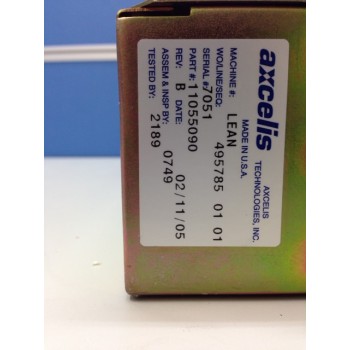 axcelis
AXCELIS
TECHNOLOGIES, INC.
MADE IN U.S.A.
MACHINE #: LEAN
WO/LINE/SEQ: 495785 01 01
SERIAL #: 7051
PART #: 11055090
REV: B DATE: 02/11/05
ASSEM & INSP BY: 0749
TESTED BY: 2189